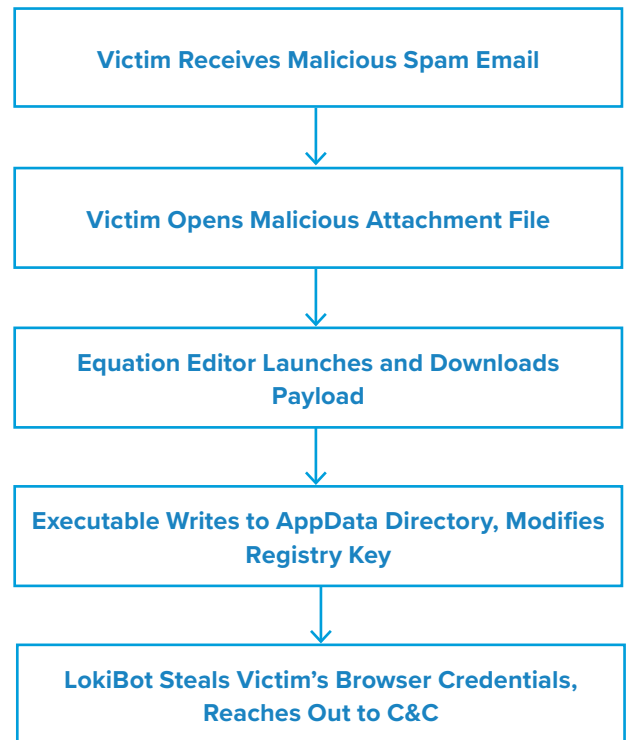 Victim Receives Malicious Spam Email
Victim Opens Malicious Attachment File
Equation Editor Launches and Downloads
Payload
Executable Writes to AppData Directory, Modifies
Registry Key
LokiBot Steals Victim’s Browser Credentials,
Reaches Out to C&C